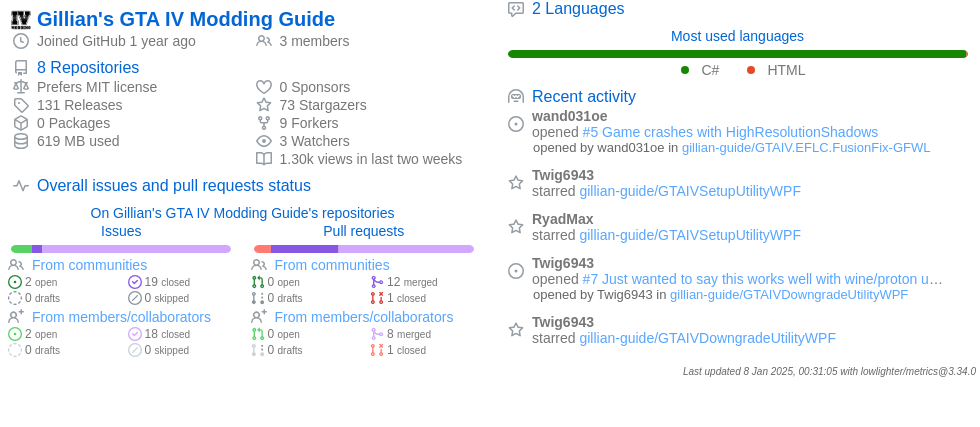 Gillian's GTA IV Modding Guide
Joined GitHub 1 year ago
3 members
8 Repositories
Prefers MIT license
0 Sponsors
131 Releases
73 Stargazers
0 Packages
9 Forkers
619 MB used
3 Watchers
1.30k views in last two weeks
Overall issues and pull requests status
On Gillian's GTA IV Modding Guide's repositories
Issues
From communities
2 open
19 closed
0 drafts
0 skipped
From members/collaborators
2 open
18 closed
0 drafts
0 skipped
Pull requests
From communities
0 open
12 merged
0 drafts
1 closed
From members/collaborators
0 open
8 merged
0 drafts
1 closed
2 Languages
Most used languages
C#
HTML
Recent activity
wand031oe
opened #5 Game crashes with HighResolutionShadows
opened by wand031oe in gillian-guide/GTAIV.EFLC.FusionFix-GFWL
Twig6943
starred gillian-guide/GTAIVSetupUtilityWPF
RyadMax
starred gillian-guide/GTAIVSetupUtilityWPF
Twig6943
opened #7 Just wanted to say this works well with wine/proton u…
opened by Twig6943 in gillian-guide/GTAIVDowngradeUtilityWPF
Twig6943
starred gillian-guide/GTAIVDowngradeUtilityWPF
Last updated 8 Jan 2025, 00:31:05 with lowlighter/metrics@3.34.0